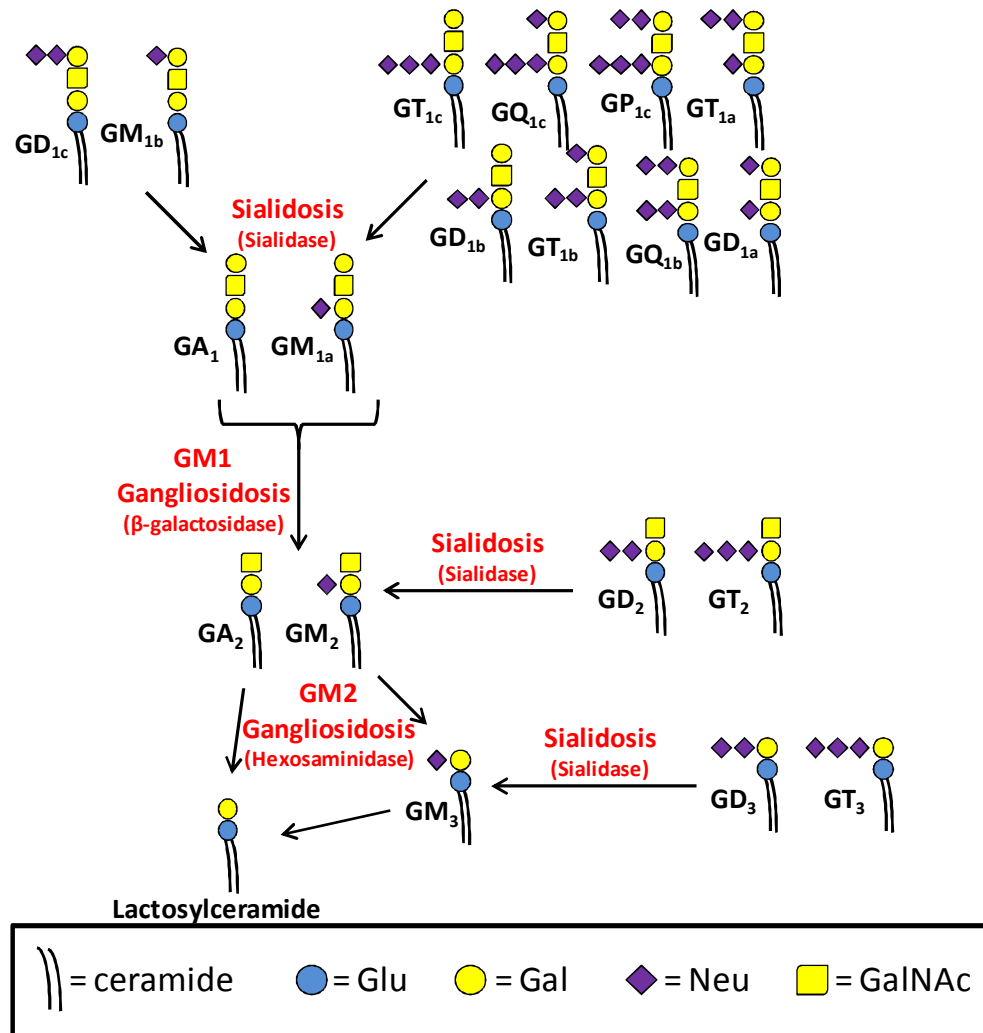 GD1c
GM1b
GT1c
GQ1c
GP1c
GT1a
GD1b
GT1b
GQ1b
GD1a
Sialidosis
(Sialidase)
GA1
GM1a
GM1
Gangliosidosis
(β-galactosidase)
Sialidosis
(Sialidase)
GD2
GT2
GA2
GM2
GM2
Gangliosidosis
(Hexosaminidase)
Sialidosis
(Sialidase)
GM3
GD3
GT3
Lactosylceramide
= ceramide = Glu = Gal = Neu = GalNAc